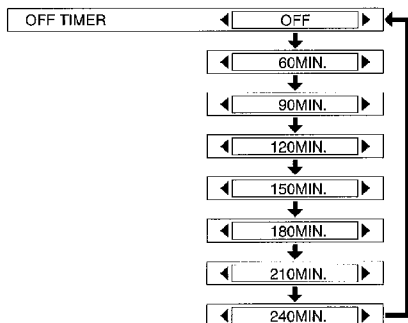 OFF TIMER OFF
60MIN.
90MIN.
120MIN.
150MIN.
180MIN.
210MIN.
240MIN.